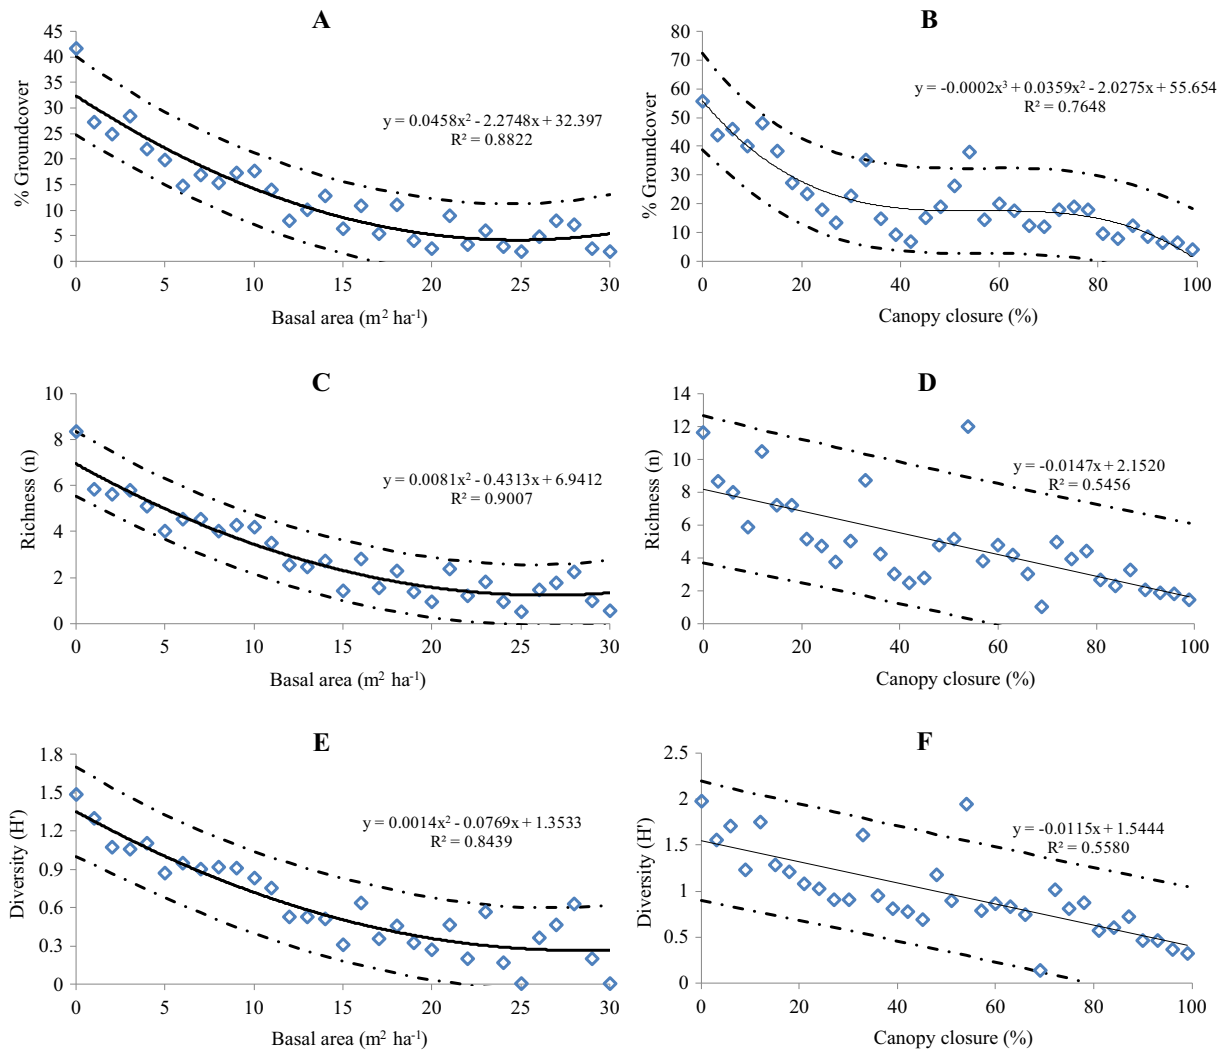 A
45
40
35
30
25
20
15
10
5
0
% Groundcover
y = 0.0458x² - 2.2748x + 32.397
R² = 0.8822
0 5 10 15 20 25 30
Basal area (m² ha⁻¹)
B
80
70
60
50
40
30
20
10
0
% Groundcover
y = -0.0002x³ + 0.0359x² - 2.0275x + 55.654
R² = 0.7648
0 20 40 60 80 100
Canopy closure (%)
C
10
8
6
4
2
0
Richness (n)
y = 0.0081x² - 0.4313x + 6.9412
R² = 0.9007
0 5 10 15 20 25 30
Basal area (m² ha⁻¹)
D
14
12
10
8
6
4
2
0
Richness (n)
y = -0.0147x + 2.1520
R² = 0.5456
0 20 40 60 80 100
Canopy closure (%)
E
1.8
1.5
1.2
0.9
0.6
0.3
0
Diversity (H')
y = 0.0014x² - 0.0769x + 1.3533
R² = 0.8439
0 5 10 15 20 25 30
Basal area (m² ha⁻¹)
F
2.5
2
1.5
1
0.5
0
Diversity (H')
y = -0.0115x + 1.5444
R² = 0.5580
0 20 40 60 80 100
Canopy closure (%)